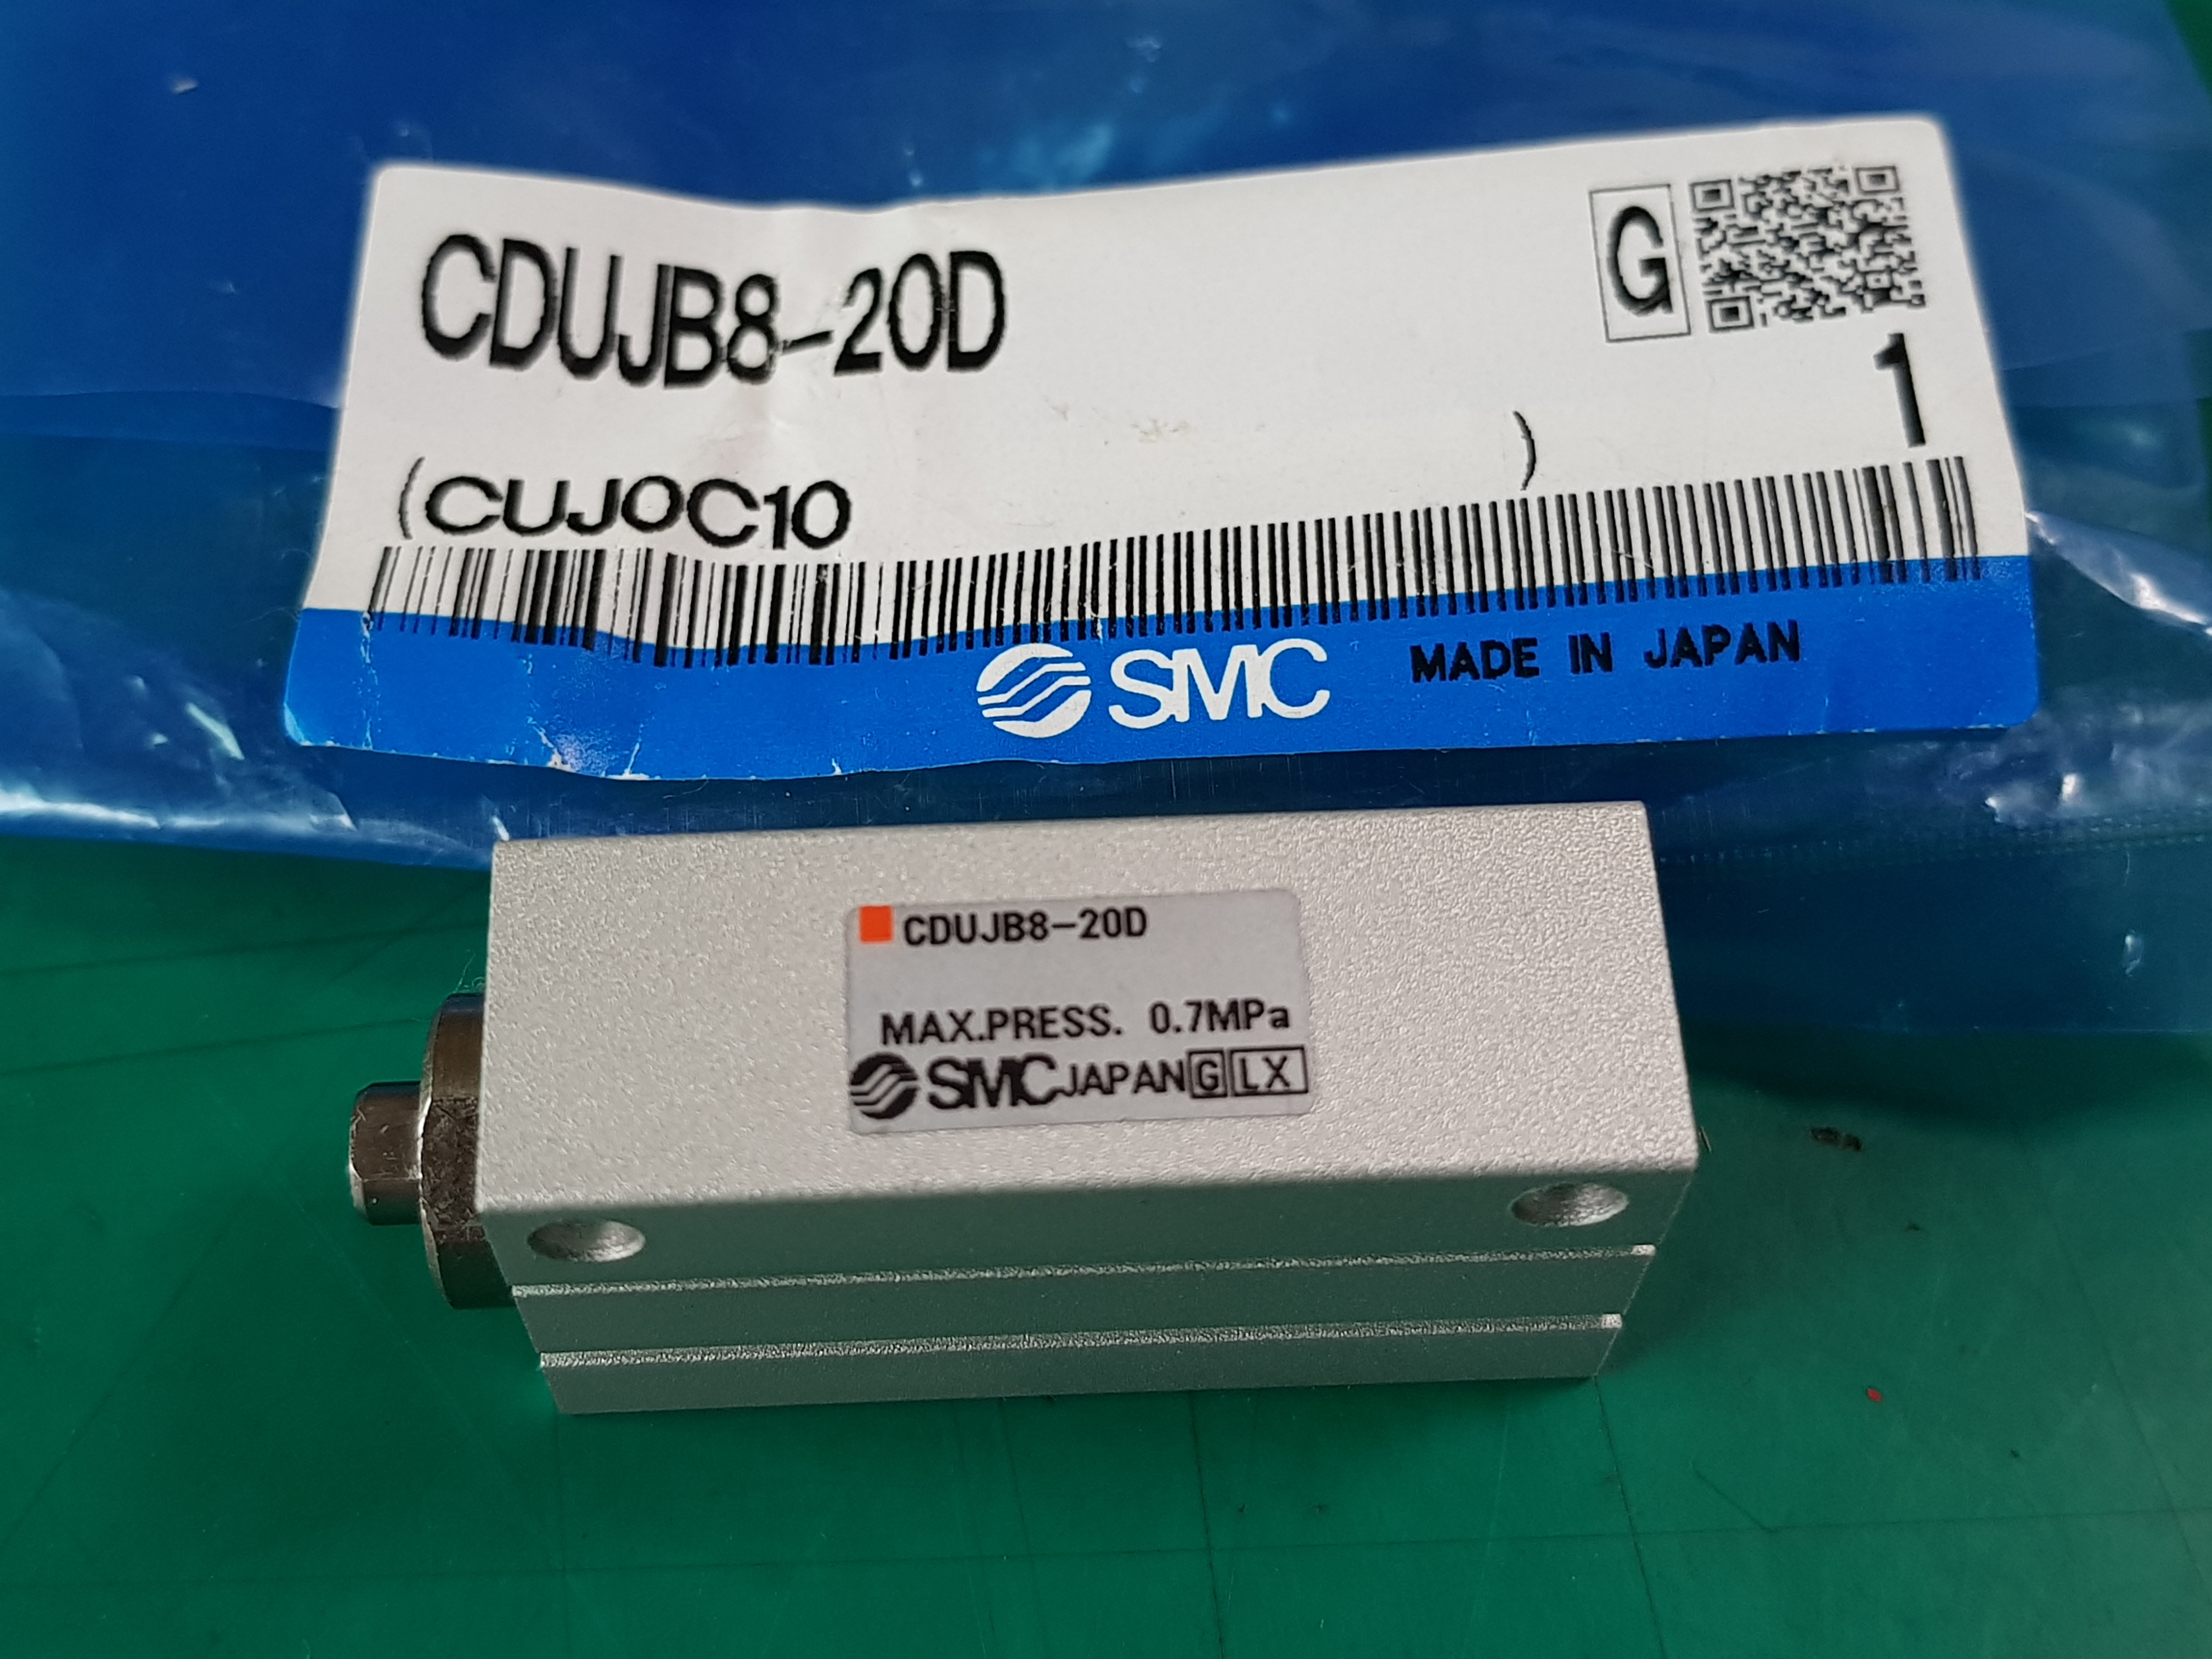 CDUJB8-20D
G
1
(CUJOC10 )
SMC MADE IN JAPAN
CDUJB8-20D
MAX.PRESS. 0.7MPa
SMC JAPAN G LX